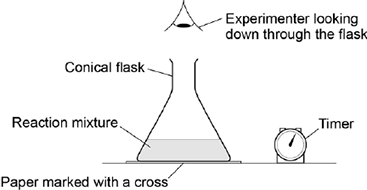 Experimenter looking
down through the flask
Conical flask
Reaction mixture
Timer
Paper marked with a cross